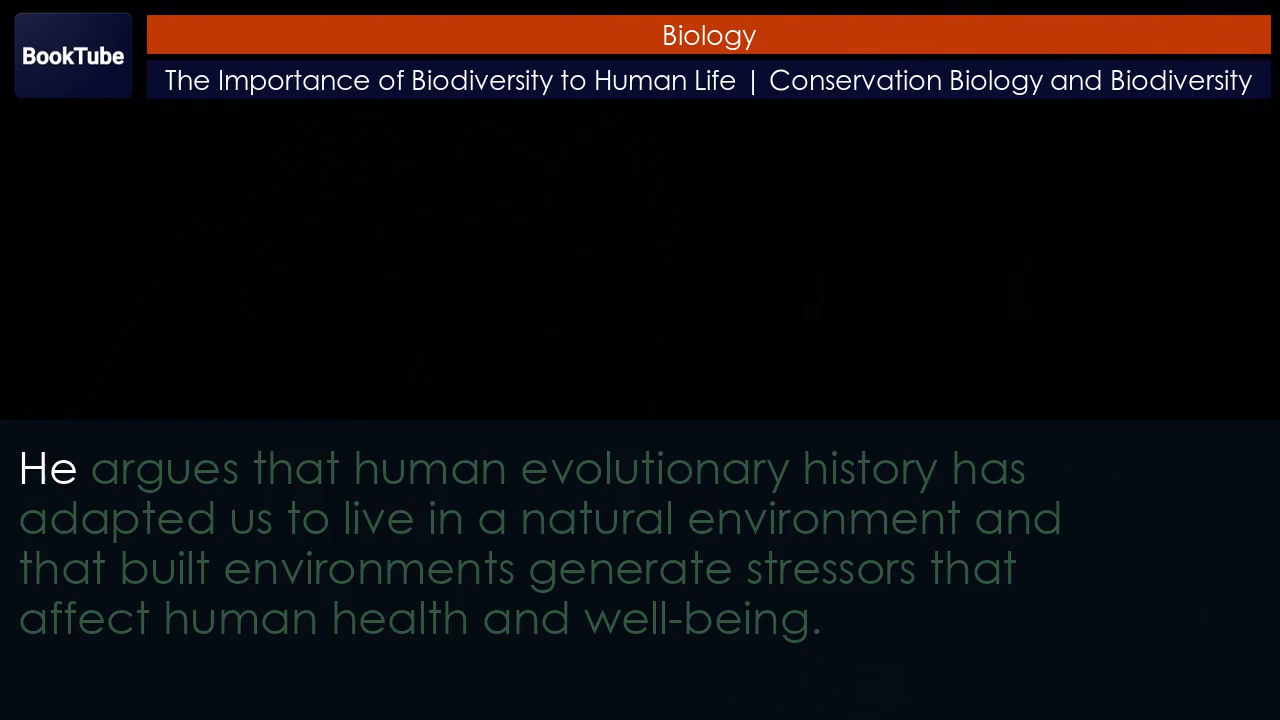 BookTube
Biology
The Importance of Biodiversity to Human Life | Conservation Biology and Biodiversity
He argues that human evolutionary history has
adapted us to live in a natural environment and
that built environments generate stressors that
affect human health and well-being.